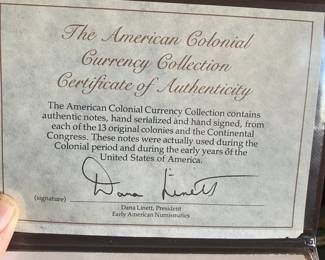 The American Colonial
Currency Collection
Certificate of Authenticity
The American Colonial Currency Collection contains
authentic notes, hand serialized and hand signed, from
each of the 13 original colonies and the Continental
Congress. These notes were actually used during the
Colonial period and during the early years of the
United States of America.
Dana Linett
(signature)
Dana Linett, President
Early American Numismatics